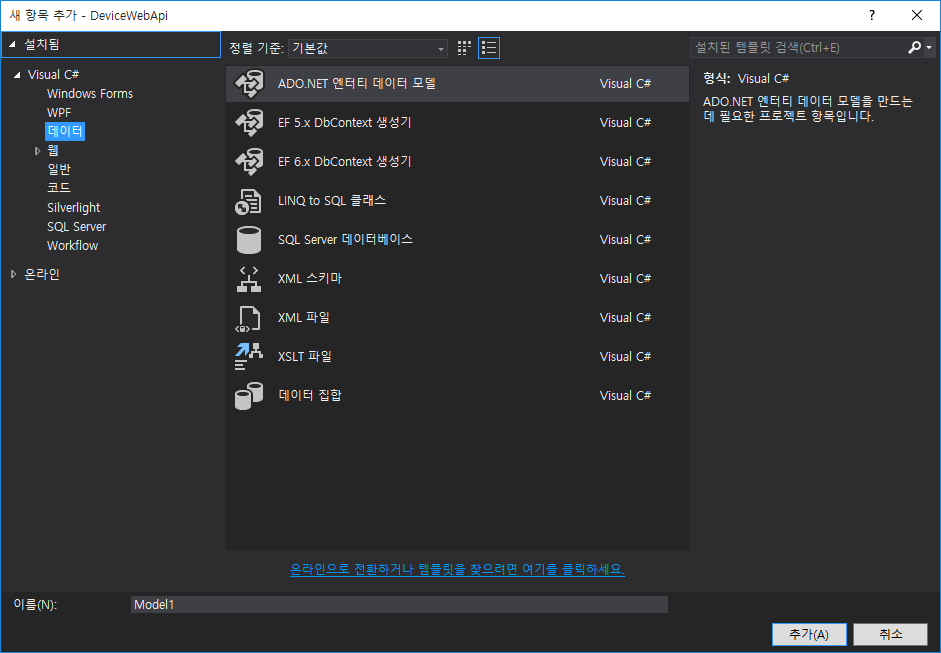 새 항목 추가 - DeviceWebApi
?
설치됨
정렬 기준: 기본값
설치된 템플릿 검색(Ctrl+E)
Visual C#
Windows Forms
WPF
데이터
웹
일반
코드
Silverlight
SQL Server
Workflow
온라인
ADO.NET 엔터티 데이터 모델 Visual C#
EF 5.x DbContext 생성기 Visual C#
EF 6.x DbContext 생성기 Visual C#
LINQ to SQL 클래스 Visual C#
SQL Server 데이터베이스 Visual C#
XML 스키마 Visual C#
XML 파일 Visual C#
XSLT 파일 Visual C#
데이터 집합 Visual C#
형식: Visual C#
ADO.NET 엔터티 데이터 모델을 만드는
데 필요한 프로젝트 항목입니다.
온라인으로 전환하거나 템플릿을 찾으려면 여기를 클릭하세요.
이름(N): Model1
추가(A) 취소